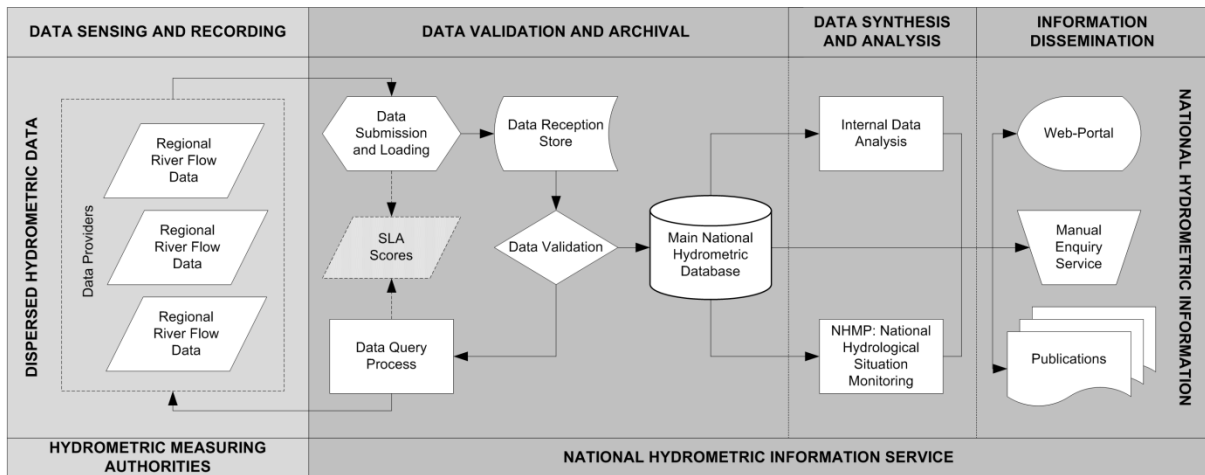 DATA SENSING AND RECORDING
DATA VALIDATION AND ARCHIVAL
DATA SYNTHESIS
AND ANALYSIS
INFORMATION
DISSEMINATION
DISPERSED HYDROMETRIC DATA
Data Providers
Regional
River Flow
Data
Regional
River Flow
Data
Regional
River Flow
Data
Data
Submission
and Loading
Data Reception
Store
SLA
Scores
Data Validation
Data Query
Process
Main National
Hydrometric
Database
Internal Data
Analysis
NHMP: National
Hydrological
Situation
Monitoring
Web-Portal
Manual
Enquiry
Service
Publications
NATIONAL HYDROMETRIC INFORMATION
HYDROMETRIC MEASURING
AUTHORITIES
NATIONAL HYDROMETRIC INFORMATION SERVICE